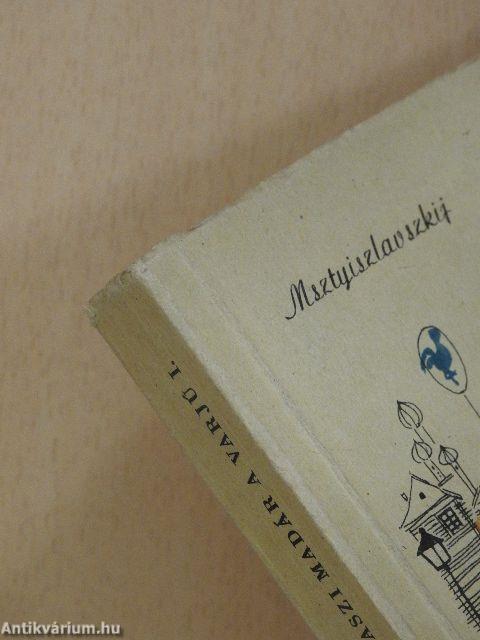 Msztyiszlavszkij
ASZI MADÁR A VARJÚ I.
Antikvárium.hu